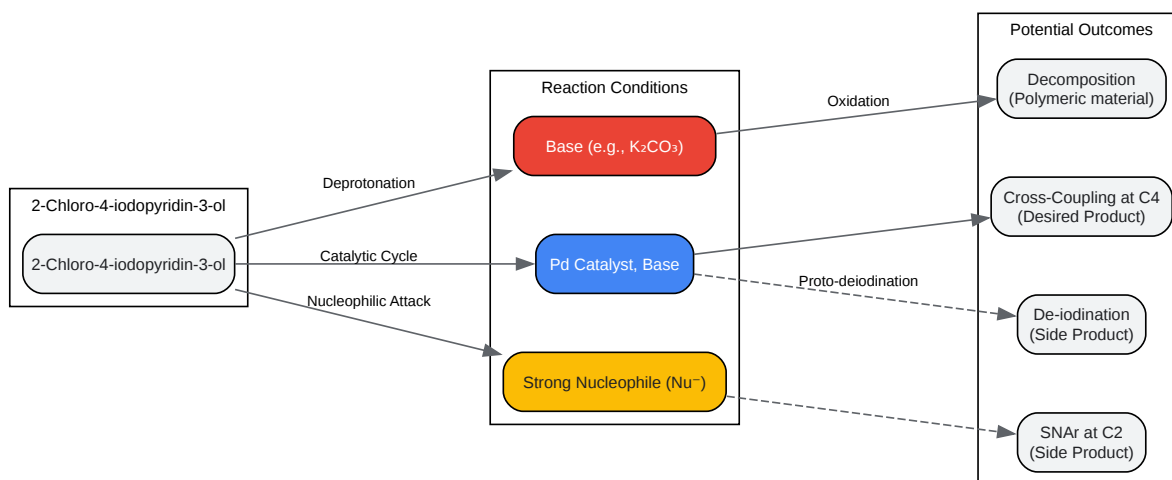 2-Chloro-4-iodopyridin-3-ol
2-Chloro-4-iodopyridin-3-ol
Deprotonation
Catalytic Cycle
Nucleophilic Attack
Reaction Conditions
Base (e.g., K₂CO₃)
Pd Catalyst, Base
Strong Nucleophile (Nu⁻)
Oxidation
Proto-deiodination
Potential Outcomes
Decomposition
(Polymeric material)
Cross-Coupling at C4
(Desired Product)
De-iodination
(Side Product)
SNAr at C2
(Side Product)